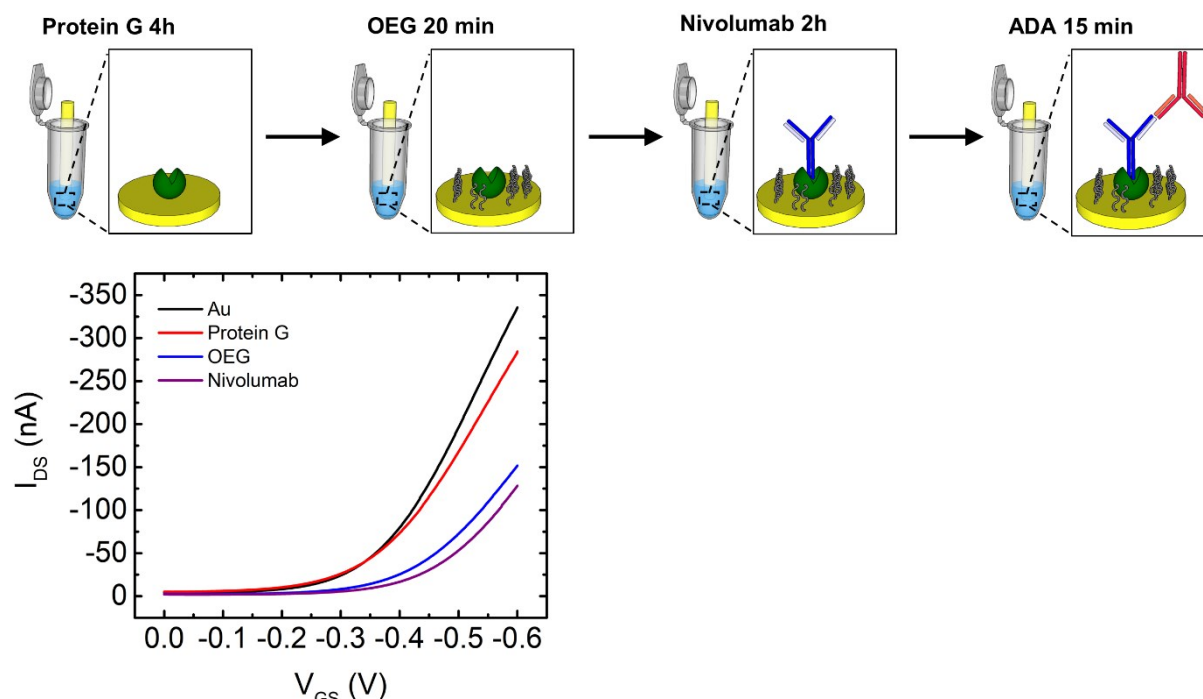 Protein G 4h
OEG 20 min
Nivolumab 2h
ADA 15 min
-350
-300
-250
-200
-150
-100
-50
0
I_DS (nA)
Au
Protein G
OEG
Nivolumab
0.0 -0.1 -0.2 -0.3 -0.4 -0.5 -0.6
V_GS (V)